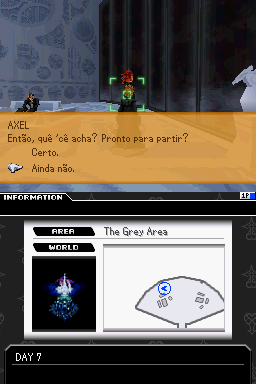 AXEL
Então, quê 'cê acha? Pronto para partir?
Certo.
Ainda não.
INFORMATION
AREA
The Grey Area
WORLD
DAY 7